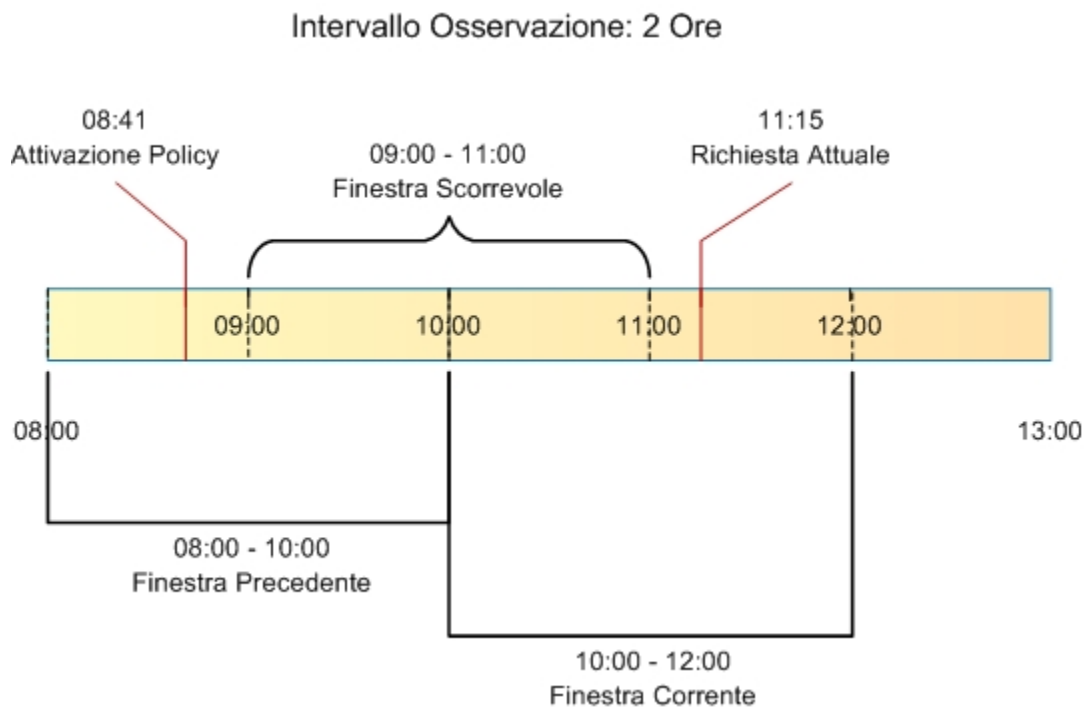 Intervallo Osservazione: 2 Ore
08:41
Attivazione Policy
09:00 - 11:00
Finestra Scorrevole
11:15
Richiesta Attuale
09:00
10:00
11:00
12:00
08:00
13:00
08:00 - 10:00
Finestra Precedente
10:00 - 12:00
Finestra Corrente